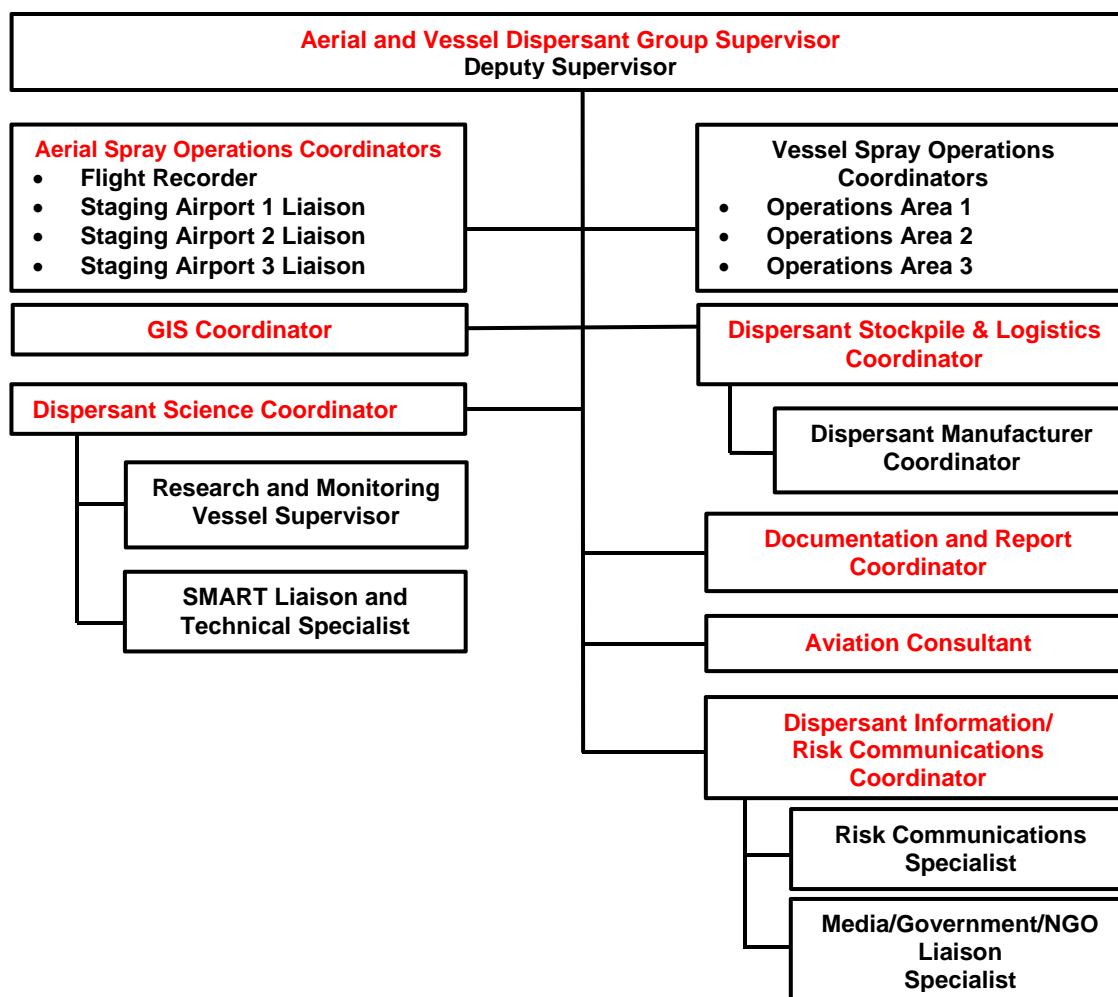 Aerial and Vessel Dispersant Group Supervisor
Deputy Supervisor
Aerial Spray Operations Coordinators
• Flight Recorder
• Staging Airport 1 Liaison
• Staging Airport 2 Liaison
• Staging Airport 3 Liaison
Vessel Spray Operations
Coordinators
• Operations Area 1
• Operations Area 2
• Operations Area 3
GIS Coordinator
Dispersant Stockpile & Logistics
Coordinator
Dispersant Science Coordinator
Dispersant Manufacturer
Coordinator
Research and Monitoring
Vessel Supervisor
SMART Liaison and
Technical Specialist
Documentation and Report
Coordinator
Aviation Consultant
Dispersant Information/
Risk Communications
Coordinator
Risk Communications
Specialist
Media/Government/NGO
Liaison
Specialist